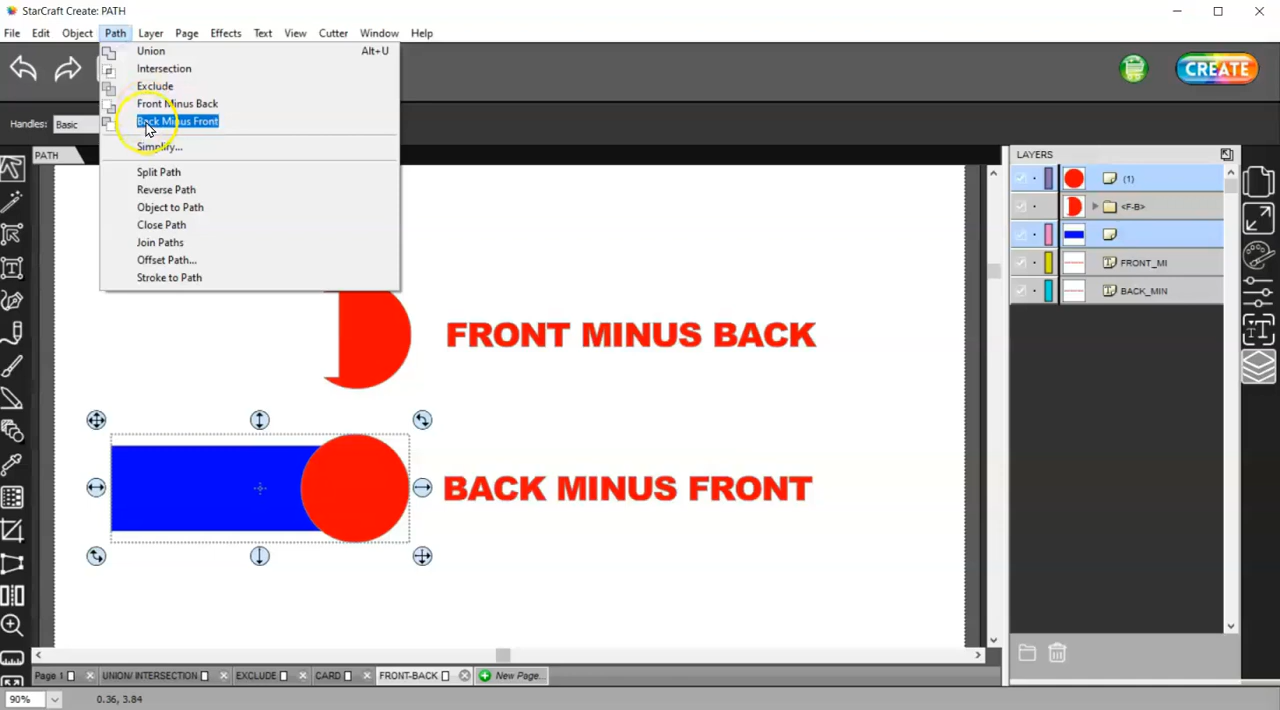 StarCraft Create: PATH
File Edit Object Path Layer Page Effects Text View Cutter Window Help
Union Alt+U
Intersection
Exclude
Front Minus Back
Back Minus Front
Simplify...
Split Path
Reverse Path
Object to Path
Close Path
Join Paths
Offset Path...
Stroke to Path
CREATE
Handles: Basic
PATH
LAYERS
(1)
<F-B>
FRONT_MI
BACK_MIN
FRONT MINUS BACK
BACK MINUS FRONT
Page 1 UNION/ INTERSECTION EXCLUDE CARD FRONT-BACK New Page...
90% 0.36, 3.84